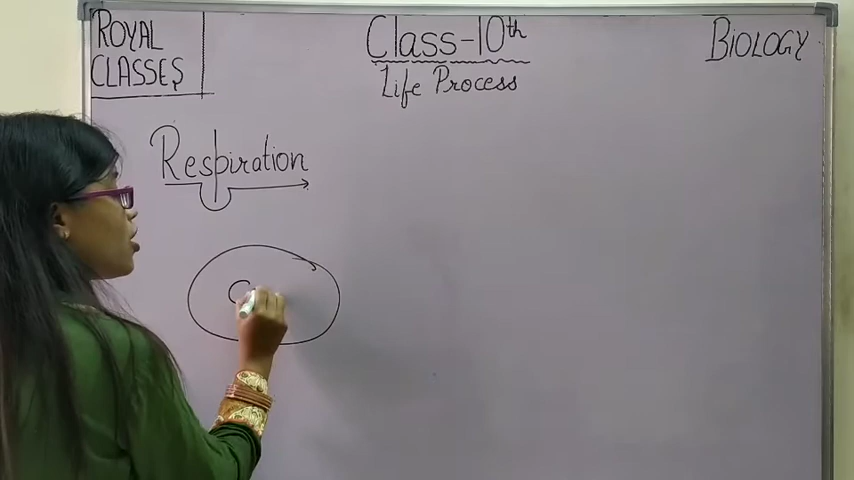 ROYAL
CLASSES
Class-10th
Life Process
BIOLOGY
Respiration